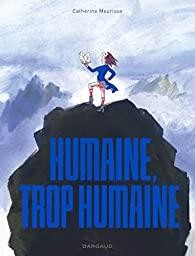 Catherine Meurisse
HUMAINE,
TROP HUMAINE
DARGAUD